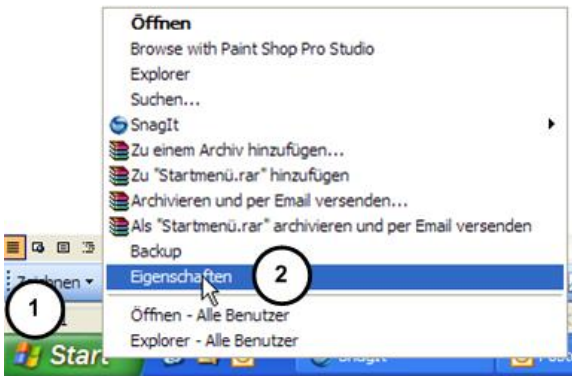 Öffnen
Browse with Paint Shop Pro Studio
Explorer
Suchen...
SnagIt
Zu einem Archiv hinzufügen...
Zu "Startmenü.rar" hinzufügen
Archivieren und per Email versenden...
Als "Startmenü.rar" archivieren und per Email versenden
Backup
Eigenschaften 2
Zeichnen
1
Öffnen - Alle Benutzer
Explorer - Alle Benutzer
Start SnagIt